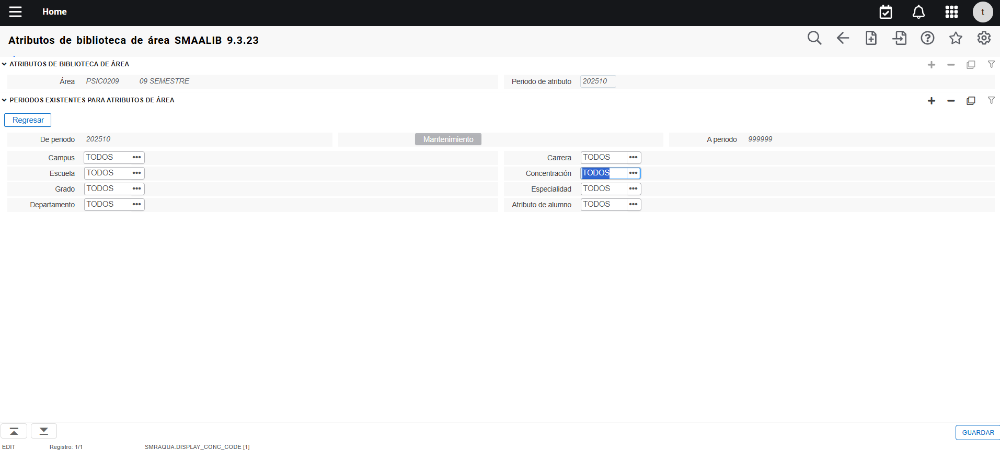 Home
t
Atributos de biblioteca de área SMAALIB 9.3.23
ATRIBUTOS DE BIBLIOTECA DE ÁREA
Área PSIC0209 09 SEMESTRE Periodo de atributo 202510
PERIODOS EXISTENTES PARA ATRIBUTOS DE ÁREA
Regresar
De periodo 202510 Mantenimiento A periodo 999999
Campus TODOS Carrera TODOS
Escuela TODOS Concentración TODOS
Grado TODOS Especialidad TODOS
Departamento TODOS Atributo de alumno TODOS
GUARDAR
EDIT Registro: 1/1 SMRAQUA.DISPLAY_CONC_CODE [1]